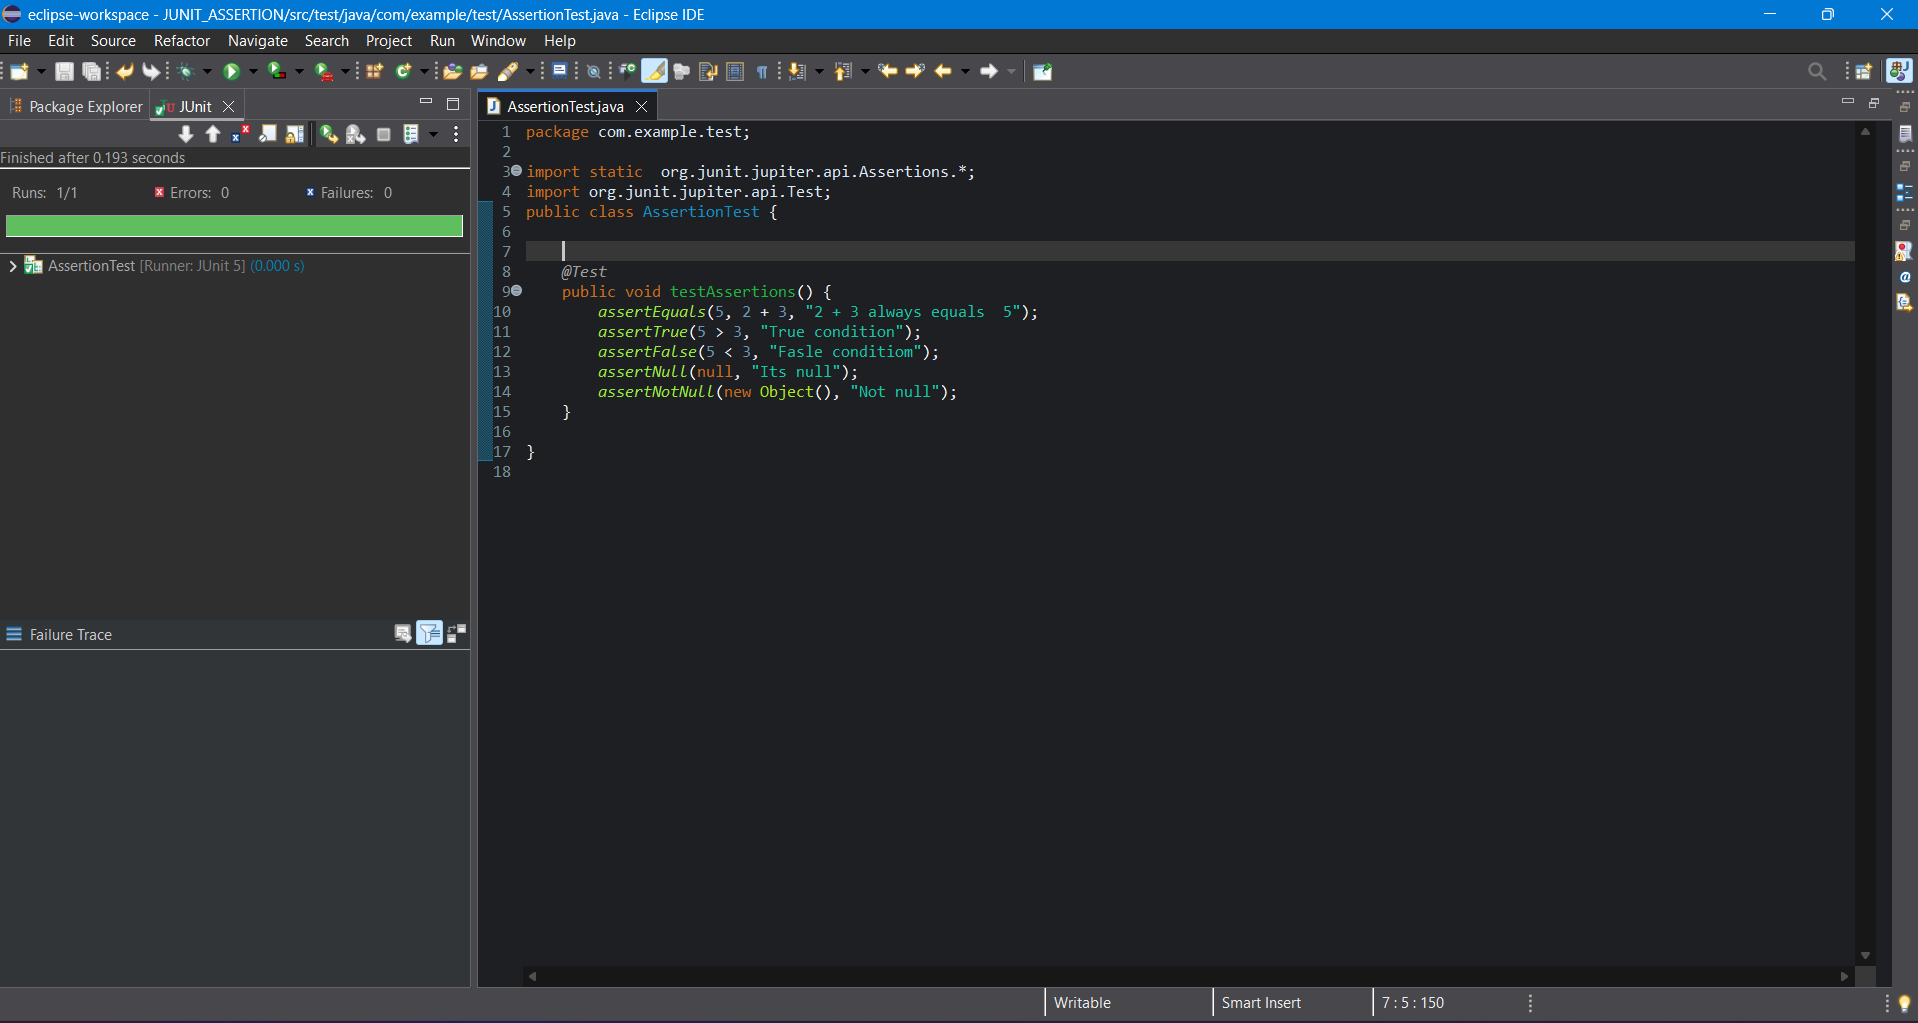 eclipse-workspace - JUNIT_ASSERTION/src/test/java/com/example/test/AssertionTest.java - Eclipse IDE
File Edit Source Refactor Navigate Search Project Run Window Help
Package Explorer
JUnit
Finished after 0.193 seconds
Runs: 1/1 Errors: 0 Failures: 0
AssertionTest [Runner: JUnit 5] (0.000 s)
Failure Trace
AssertionTest.java
1 package com.example.test;
2
3 import static  org.junit.jupiter.api.Assertions.*;
4 import org.junit.jupiter.api.Test;
5 public class AssertionTest {
6
7
8     @Test
9     public void testAssertions() {
10         assertEquals(5, 2 + 3, "2 + 3 always equals  5");
11         assertTrue(5 > 3, "True condition");
12         assertFalse(5 < 3, "Fasle conditiom");
13         assertNull(null, "Its null");
14         assertNotNull(new Object(), "Not null");
15     }
16
17 }
18
Writable
Smart Insert
7 : 5 : 150